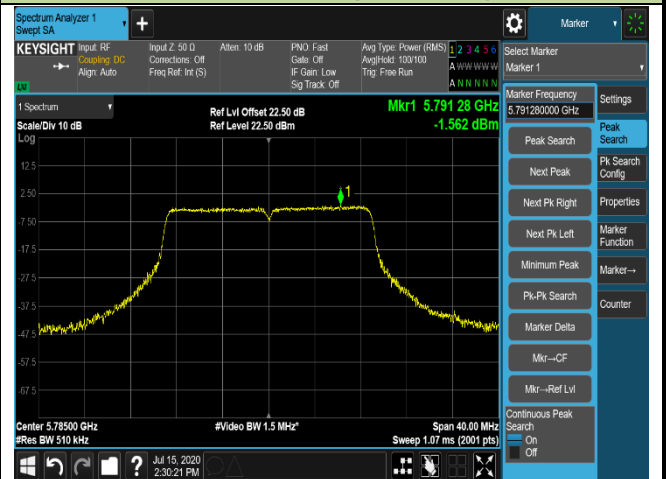 Spectrum Analyzer 1
Swept SA
Marker
KEYSIGHT
Input: RF
Coupling: DC
Align: Auto
Input Z: 50 Ω
Corrections: Off
Freq Ref: Int (S)
Atten: 10 dB
PNO: Fast
Gate: Off
IF Gain: Low
Sig Track: Off
Avg Type: Power (RMS)
Avg|Hold: 100/100
Trig: Free Run
1 2 3 4 5 6
A W W W W W
A N N N N N
LXI
Select Marker
Marker 1
1 Spectrum
Scale/Div 10 dB
Log
Ref Lvl Offset 22.50 dB
Ref Level 22.50 dBm
Mkr1 5.791 28 GHz
-1.562 dBm
12.5
2.50
-7.50
-17.5
-27.5
-37.5
-47.5
-57.5
-67.5
1
Center 5.78500 GHz
#Res BW 510 kHz
#Video BW 1.5 MHz*
Span 40.00 MHz
Sweep 1.07 ms (2001 pts)
Marker Frequency
5.791280000 GHz
Peak Search
Next Peak
Next Pk Right
Next Pk Left
Minimum Peak
Pk-Pk Search
Marker Delta
Mkr→CF
Mkr→Ref Lvl
Continuous Peak
Search
On
Off
Settings
Peak
Search
Pk Search
Config
Properties
Marker
Function
Marker→
Counter
Jul 15, 2020
2:30:21 PM